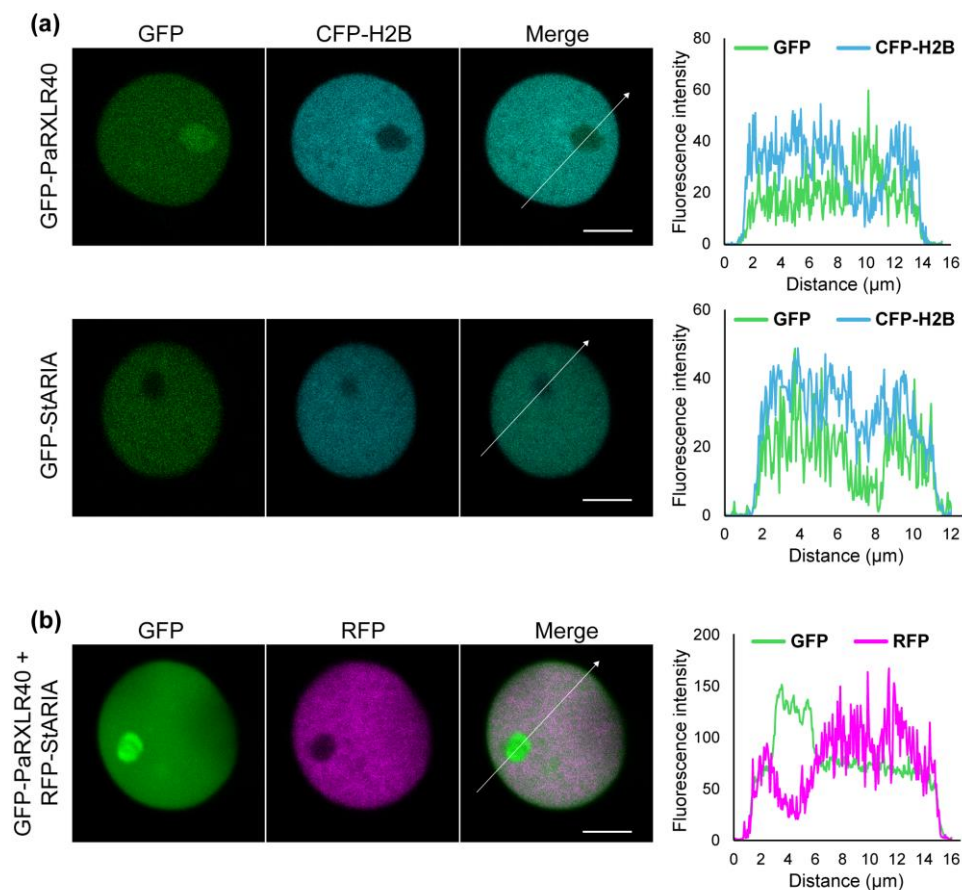 (a)
GFP CFP-H2B Merge
GFP-PaRXLR40
80
60
40
20
0
Fluorescence intensity
GFP CFP-H2B
0 2 4 6 8 10 12 14 16
Distance (µm)
GFP-StARIA
60
40
20
0
Fluorescence intensity
GFP CFP-H2B
0 2 4 6 8 10 12
Distance (µm)
(b)
GFP RFP Merge
GFP-PaRXLR40 +
RFP-StARIA
200
150
100
50
0
Fluorescence intensity
GFP RFP
0 2 4 6 8 10 12 14 16
Distance (µm)